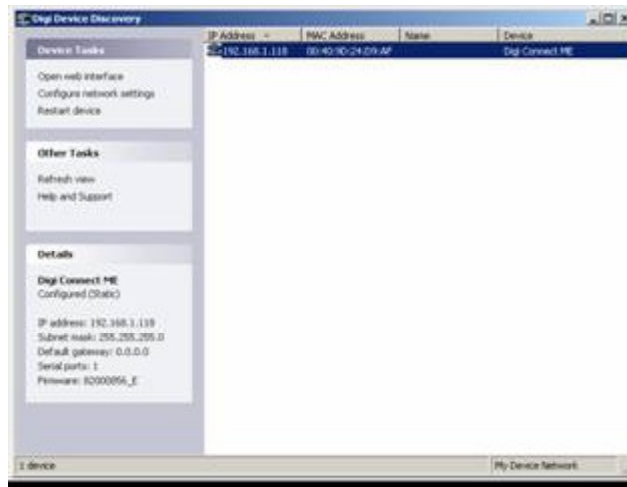 Digi Device Discovery
IP Address MAC Address Name Device
192.168.1.118 00:40:9D:24:D9:AF Digi Connect ME
Device Tasks
Open web interface
Configure network settings
Restart device
Other Tasks
Refresh view
Help and Support
Details
Digi Connect ME
Configured (Static)
IP address: 192.168.1.118
Subnet mask: 255.255.255.0
Default gateway: 0.0.0.0
Serial ports: 1
Firmware: 82000856_E
1 device My Device Network